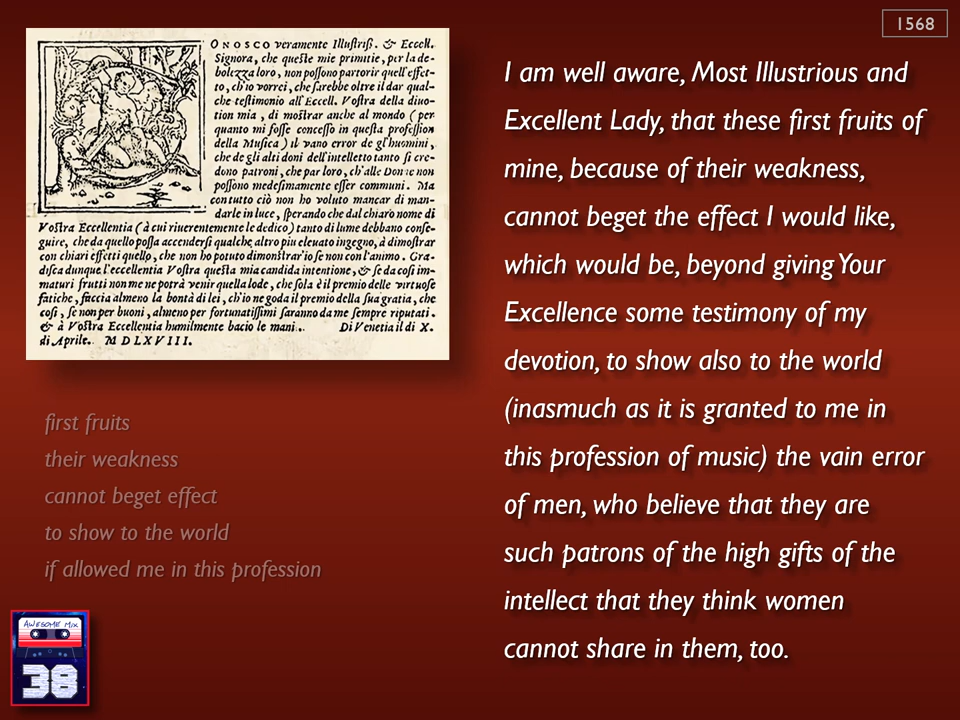 1568
ONOSCO veramente Illuſtriſſ. & Eccell.
Signora, che queſte mie primitie, per la de-
bolezza loro, non poſſono partorir quell'effet-
to, ch'io vorrei, che ſarebbe oltre il dar qual-
che teſtimonio all'Eccell. Voſtra della diuo-
tion mia, di moſtrar anche al mondo (per
quanto mi foſſe conceſſo in queſta profeſſion
della Muſica) il vano error de gl'huomini,
che de gli alti doni dell'intelletto tanto ſi cre-
dono patroni, che par loro, ch'alle Donne non
poſſono medeſimamente eſſer communi. Ma
contutto ciò non ho voluto mancar di man-
darle in luce, ſperando che dal chiaro nome di
Voſtra Eccellentia (à cui riuerentemente le dedico) tanto di lume debbano conſe-
guire, che da quello poſſa accenderſi qualche altro piu eleuato ingegno, à dimoſtrar
con chiari effetti quello, che non ho potuto dimonſtrar'io ſe non con l'animo. Gra-
diſca dunque l'eccellentia Voſtra queſta mia candida intentione, & ſe da coſi im-
maturi frutti non me ne potrà venir quella lode, che ſola è il premio delle virtuoſe
fatiche, faccia almeno la bontà di lei, ch'io ne goda il premio della ſua gratia, che
coſi, ſe non per buoni, almeno per fortunatiſſimi ſaranno da me ſempre riputati.
& à Voſtra Eccellentia humilmente bacio le mani. Di Venetia il di X.
di Aprile. MDLXVIII.
first fruits
their weakness
cannot beget effect
to show to the world
if allowed me in this profession
AWESOME MIX
38
I am well aware, Most Illustrious and
Excellent Lady, that these first fruits of
mine, because of their weakness,
cannot beget the effect I would like,
which would be, beyond giving Your
Excellence some testimony of my
devotion, to show also to the world
(inasmuch as it is granted to me in
this profession of music) the vain error
of men, who believe that they are
such patrons of the high gifts of the
intellect that they think women
cannot share in them, too.